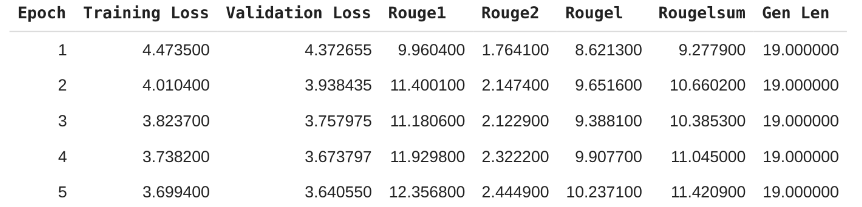 Epoch Training Loss Validation Loss Rouge1 Rouge2 Rougel Rougelsum Gen Len
1 4.473500 4.372655 9.960400 1.764100 8.621300 9.277900 19.000000
2 4.010400 3.938435 11.400100 2.147400 9.651600 10.660200 19.000000
3 3.823700 3.757975 11.180600 2.122900 9.388100 10.385300 19.000000
4 3.738200 3.673797 11.929800 2.322200 9.907700 11.045000 19.000000
5 3.699400 3.640550 12.356800 2.444900 10.237100 11.420900 19.000000